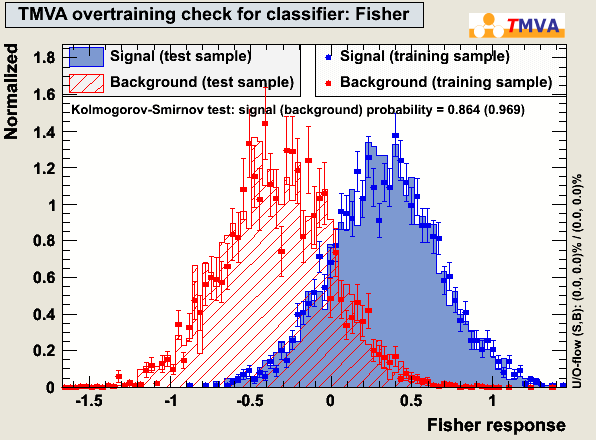 TMVA overtraining check for classifier: Fisher
TMVA
Normalized
Signal (test sample)
Background (test sample)
Signal (training sample)
Background (training sample)
Kolmogorov-Smirnov test: signal (background) probability = 0.864 (0.969)
1.8
1.6
1.4
1.2
1
0.8
0.6
0.4
0.2
0
-1.5
-1
-0.5
0
0.5
1
Fisher response
U/O-flow (S,B): (0.0, 0.0)% / (0.0, 0.0)%